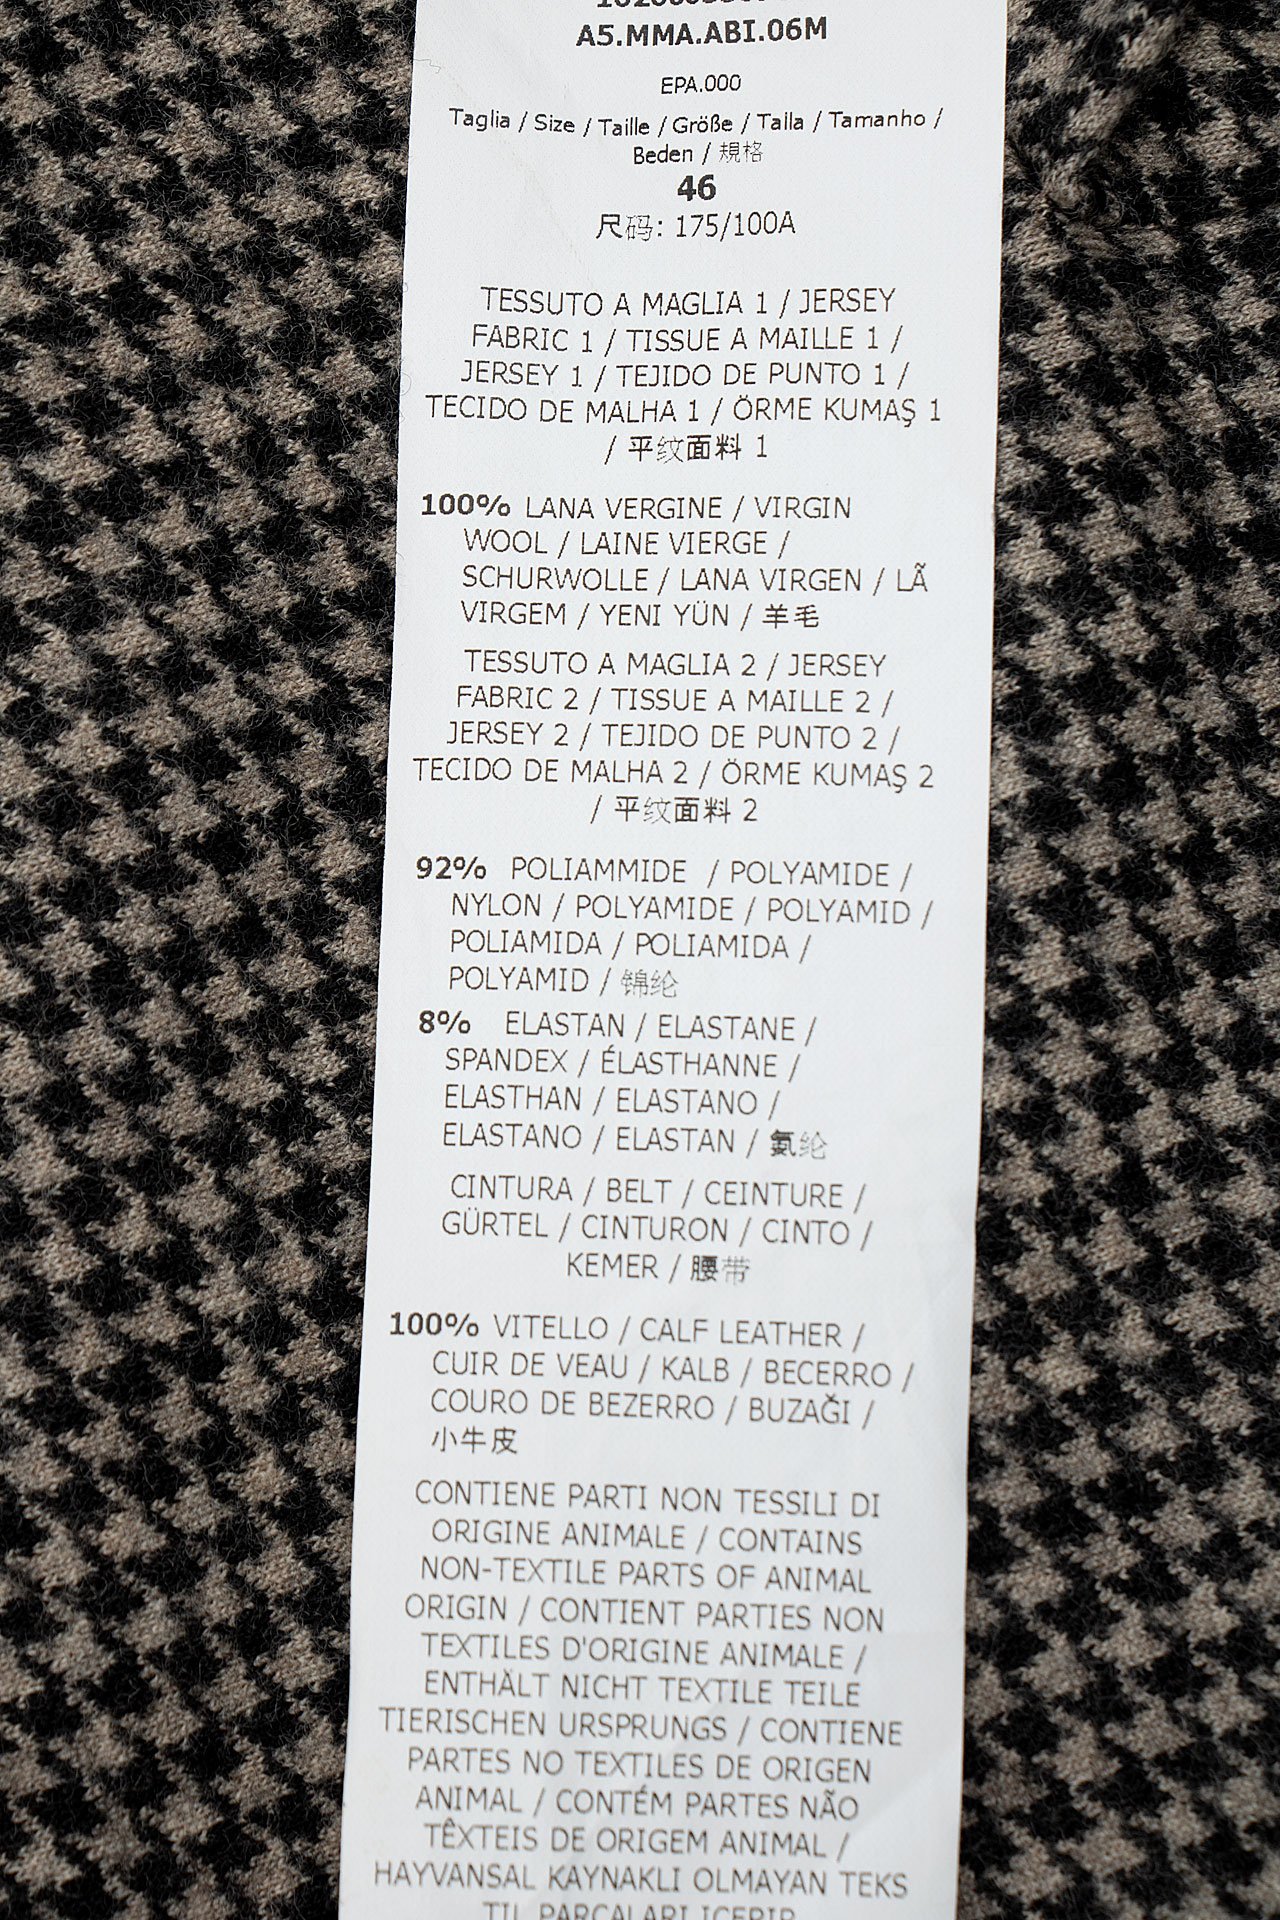 A5.MMA.ABI.06M
EPA.000
Taglia / Size / Taille / Größe / Talla / Tamanho /
Beden / 規格
46
尺码: 175/100A
TESSUTO A MAGLIA 1 / JERSEY
FABRIC 1 / TISSUE A MAILLE 1 /
JERSEY 1 / TEJIDO DE PUNTO 1 /
TECIDO DE MALHA 1 / ÖRME KUMAŞ 1
/ 平纹面料 1
100% LANA VERGINE / VIRGIN
WOOL / LAINE VIERGE /
SCHURWOLLE / LANA VIRGEN / LÃ
VIRGEM / YENI YÜN / 羊毛
TESSUTO A MAGLIA 2 / JERSEY
FABRIC 2 / TISSUE A MAILLE 2 /
JERSEY 2 / TEJIDO DE PUNTO 2 /
TECIDO DE MALHA 2 / ÖRME KUMAŞ 2
/ 平纹面料 2
92% POLIAMMIDE / POLYAMIDE /
NYLON / POLYAMIDE / POLYAMID /
POLIAMIDA / POLIAMIDA /
POLYAMID / 锦纶
8% ELASTAN / ELASTANE /
SPANDEX / ÉLASTHANNE /
ELASTHAN / ELASTANO /
ELASTANO / ELASTAN / 氨纶
CINTURA / BELT / CEINTURE /
GÜRTEL / CINTURON / CINTO /
KEMER / 腰带
100% VITELLO / CALF LEATHER /
CUIR DE VEAU / KALB / BECERRO /
COURO DE BEZERRO / BUZAĞI /
小牛皮
CONTIENE PARTI NON TESSILI DI
ORIGINE ANIMALE / CONTAINS
NON-TEXTILE PARTS OF ANIMAL
ORIGIN / CONTIENT PARTIES NON
TEXTILES D'ORIGINE ANIMALE /
ENTHÄLT NICHT TEXTILE TEILE
TIERISCHEN URSPRUNGS / CONTIENE
PARTES NO TEXTILES DE ORIGEN
ANIMAL / CONTÉM PARTES NÃO
TÊXTEIS DE ORIGEM ANIMAL /
HAYVANSAL KAYNAKLI OLMAYAN TEKS
TIL PARÇALARI İÇERIR